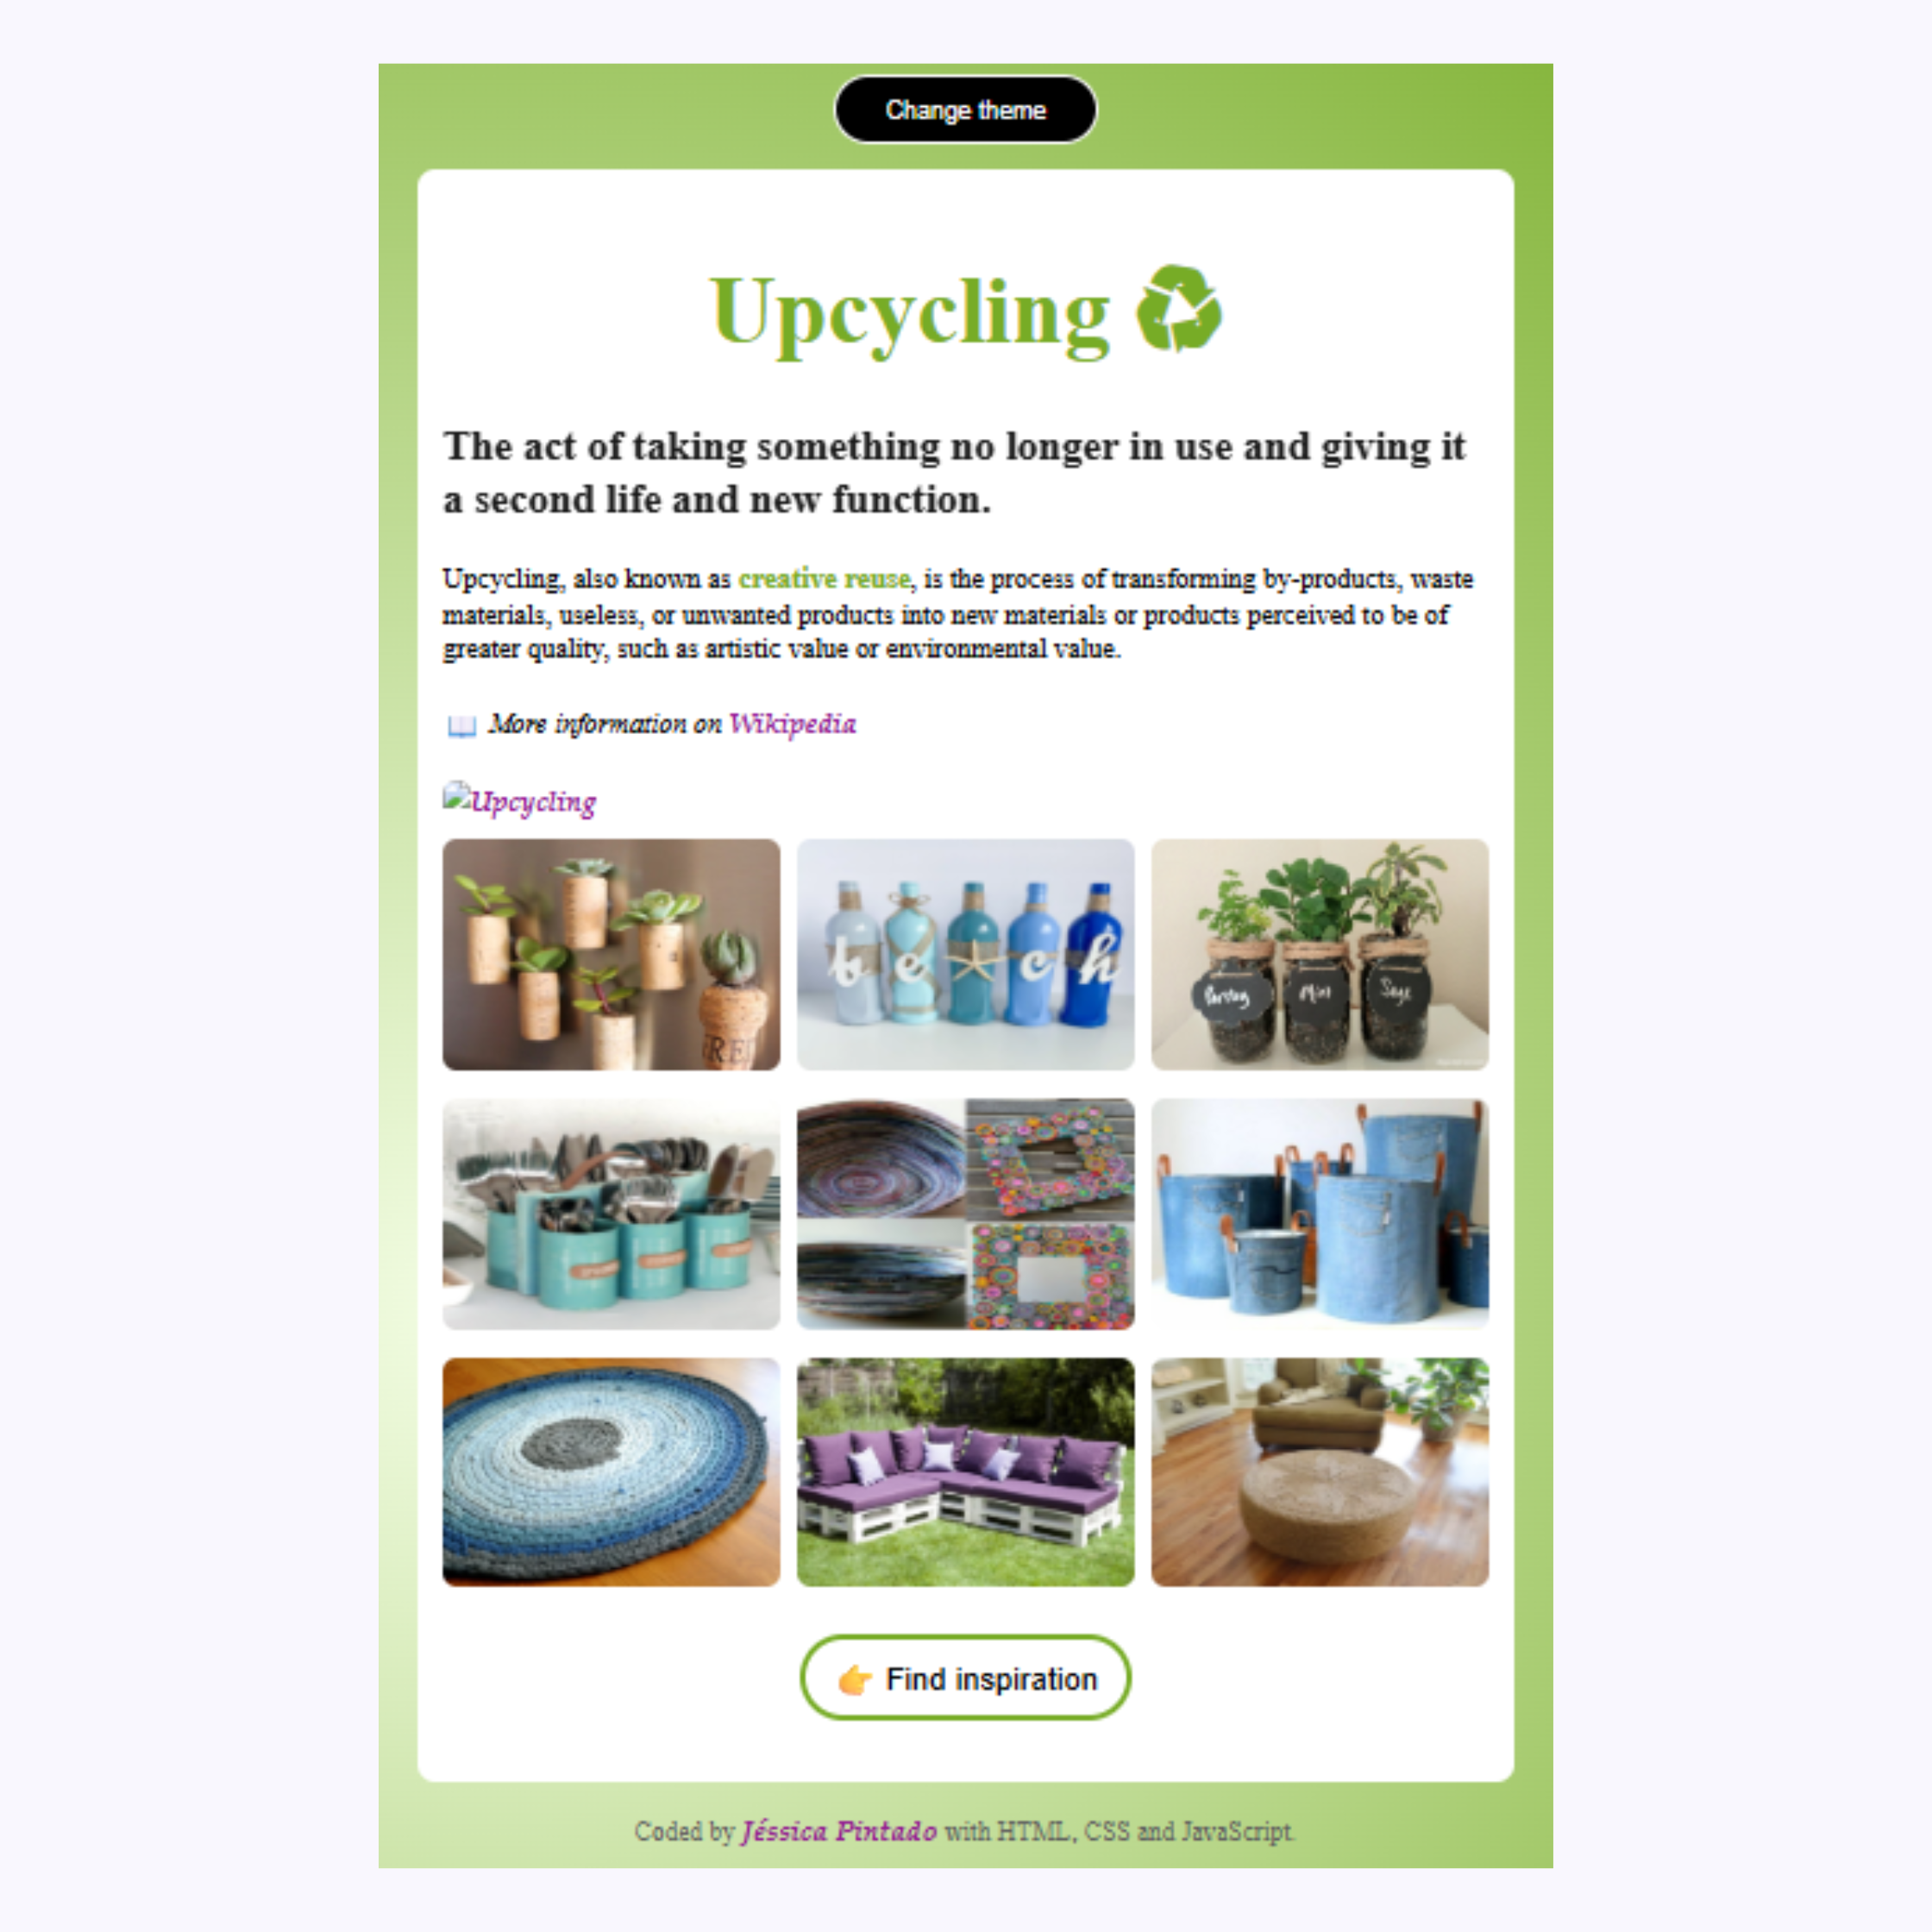 Change theme
Upcycling ♻
The act of taking something no longer in use and giving it
a second life and new function.
Upcycling, also known as creative reuse, is the process of transforming by-products, waste
materials, useless, or unwanted products into new materials or products perceived to be of
greater quality, such as artistic value or environmental value.
📖 More information on Wikipedia
Upcycling
be ch
Parsley Mint Sage
👉 Find inspiration
Coded by Jéssica Pintado with HTML, CSS and JavaScript.